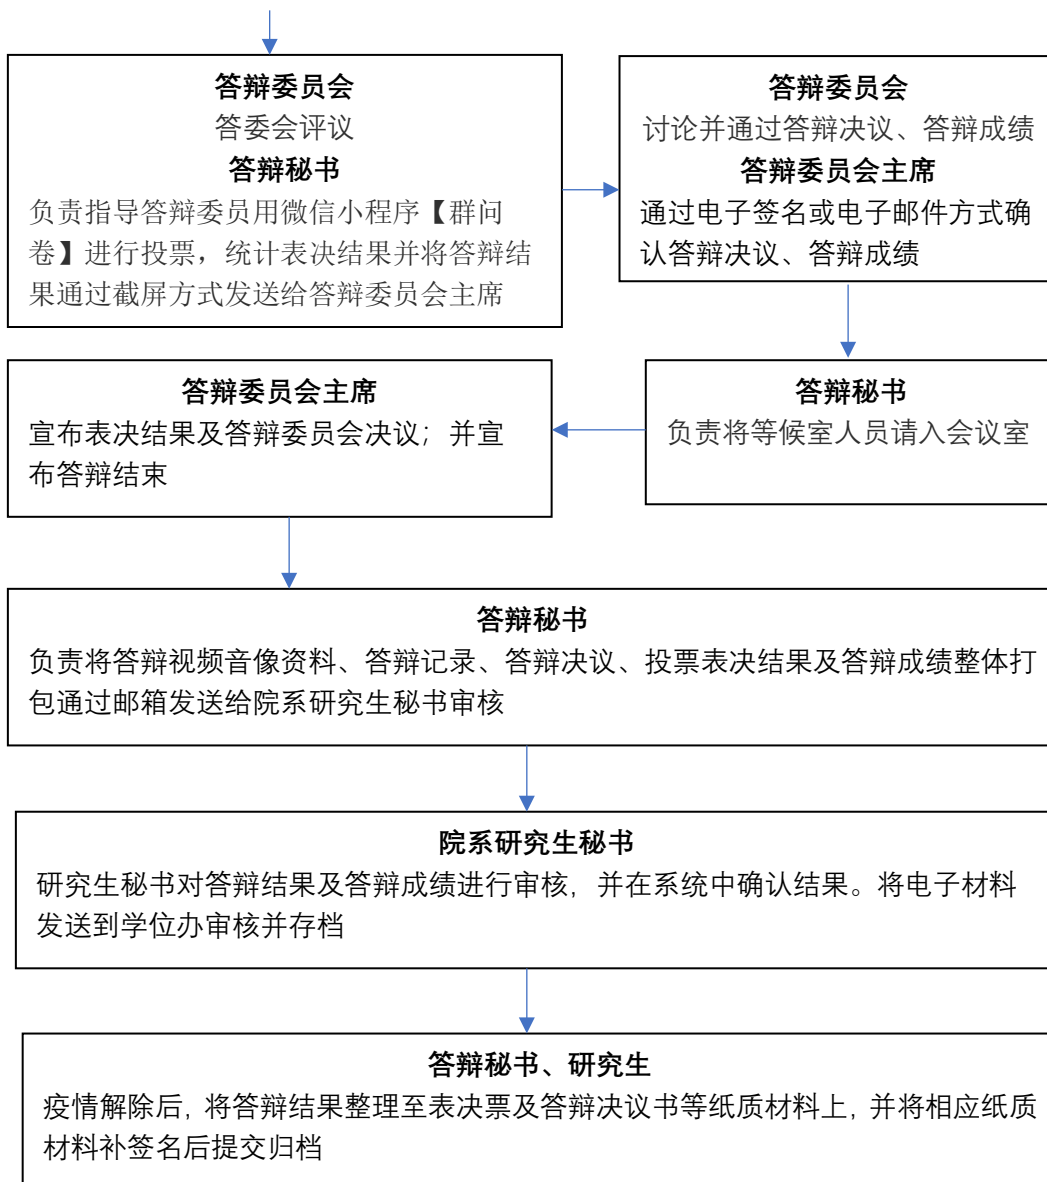 答辩委员会
答委会评议
答辩秘书
负责指导答辩委员用微信小程序【群问
卷】进行投票，统计表决结果并将答辩结
果通过截屏方式发送给答辩委员会主席
答辩委员会
讨论并通过答辩决议、答辩成绩
答辩委员会主席
通过电子签名或电子邮件方式确
认答辩决议、答辩成绩
答辩秘书
负责将等候室人员请入会议室
答辩委员会主席
宣布表决结果及答辩委员会决议；并宣
布答辩结束
答辩秘书
负责将答辩视频音像资料、答辩记录、答辩决议、投票表决结果及答辩成绩整体打
包通过邮箱发送给院系研究生秘书审核
院系研究生秘书
研究生秘书对答辩结果及答辩成绩进行审核，并在系统中确认结果。将电子材料
发送到学位办审核并存档
答辩秘书、研究生
疫情解除后，将答辩结果整理至表决票及答辩决议书等纸质材料上，并将相应纸质
材料补签名后提交归档